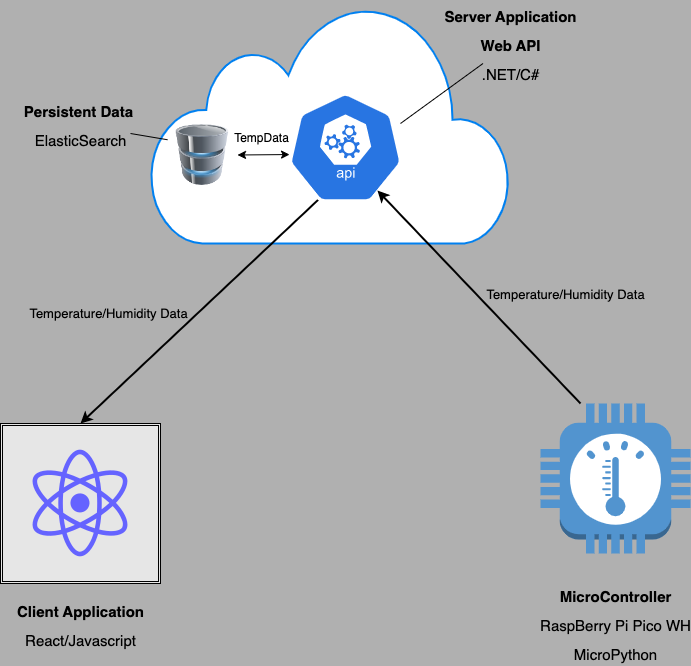 Server Application
Web API
.NET/C#
Persistent Data
ElasticSearch
TempData
api
Temperature/Humidity Data
Temperature/Humidity Data
Client Application
React/Javascript
MicroController
RaspBerry Pi Pico WH
MicroPython